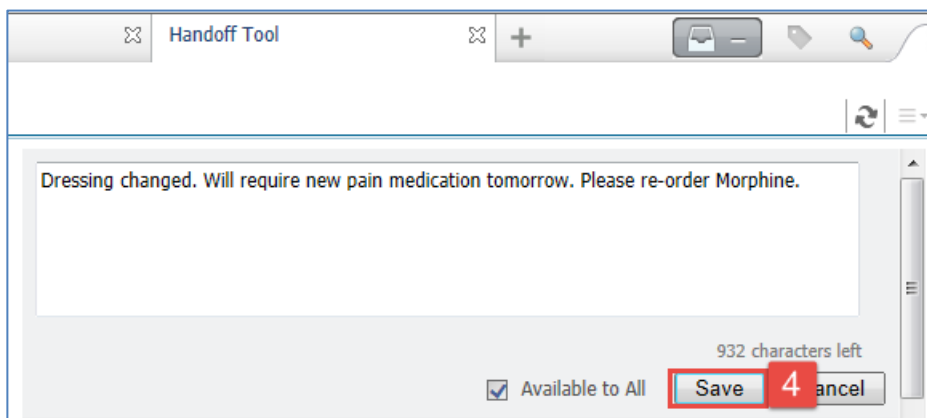 Handoff Tool
Dressing changed. Will require new pain medication tomorrow. Please re-order Morphine.
932 characters left
Available to All Save 4 ancel